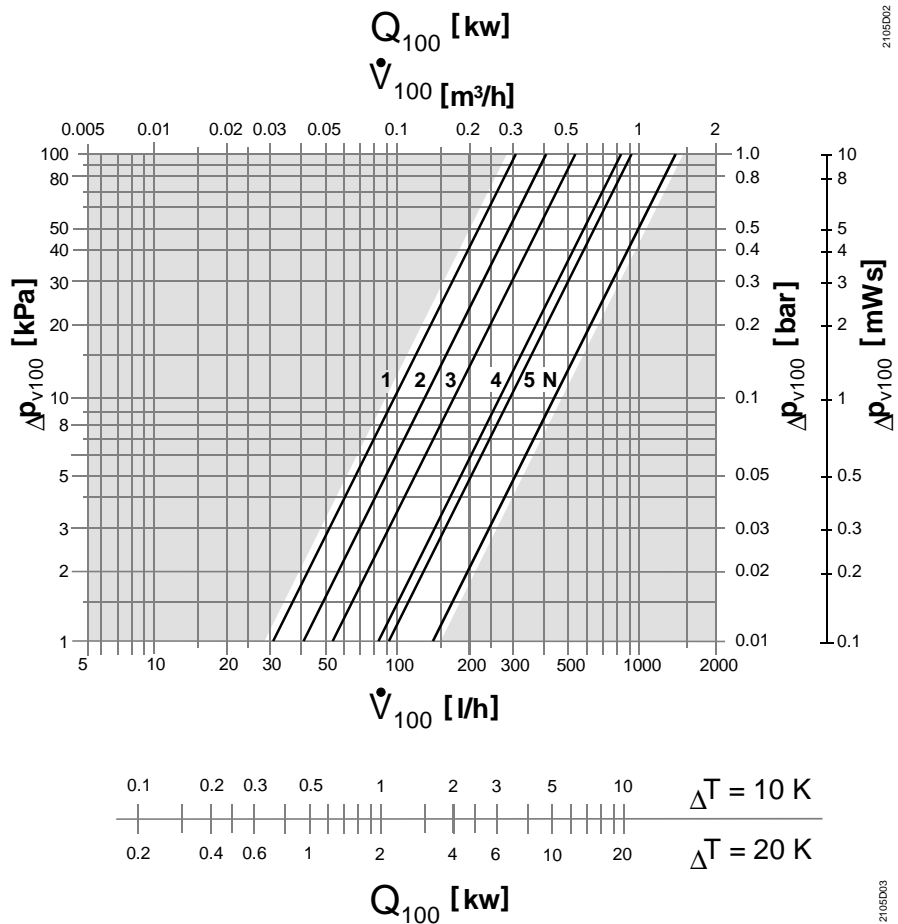 Q100 [kw]
2105D02
V̇100 [m³/h]
0.005 0.01 0.02 0.03 0.05 0.1 0.2 0.3 0.5 1 2
100 1.0 10
80 0.8 8
50 0.5 5
40 0.4 4
30 0.3 3
20 0.2 2
1 2 3 4 5 N
10 0.1 1
8
5 0.05 0.5
3 0.03 0.3
2 0.02 0.2
1 0.01 0.1
Δpv100 [kPa]
Δpv100 [bar]
Δpv100 [mWs]
5 10 20 30 50 100 200 300 500 1000 2000
V̇100 [l/h]
0.1 0.2 0.3 0.5 1 2 3 5 10 ΔT = 10 K
0.2 0.4 0.6 1 2 4 6 10 20 ΔT = 20 K
Q100 [kw]
2105D03